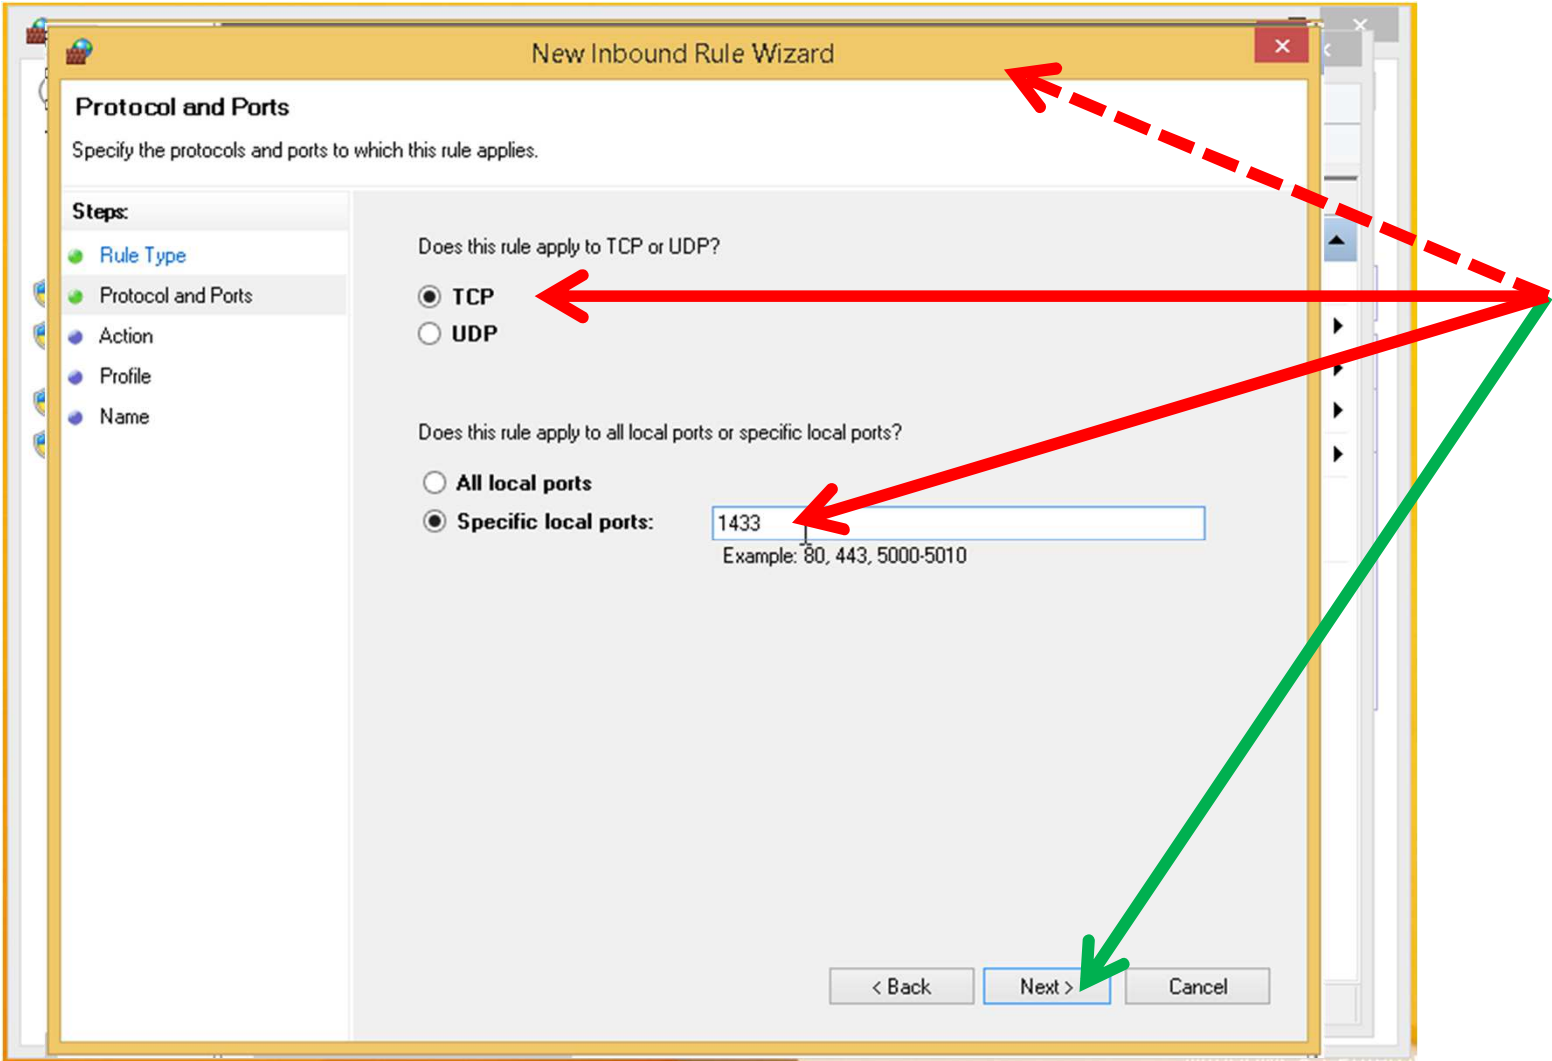 New Inbound Rule Wizard
Protocol and Ports
Specify the protocols and ports to which this rule applies.
Steps:
Rule Type
Protocol and Ports
Action
Profile
Name
Does this rule apply to TCP or UDP?
TCP
UDP
Does this rule apply to all local ports or specific local ports?
All local ports
Specific local ports: 1433
Example: 80, 443, 5000-5010
< Back Next > Cancel